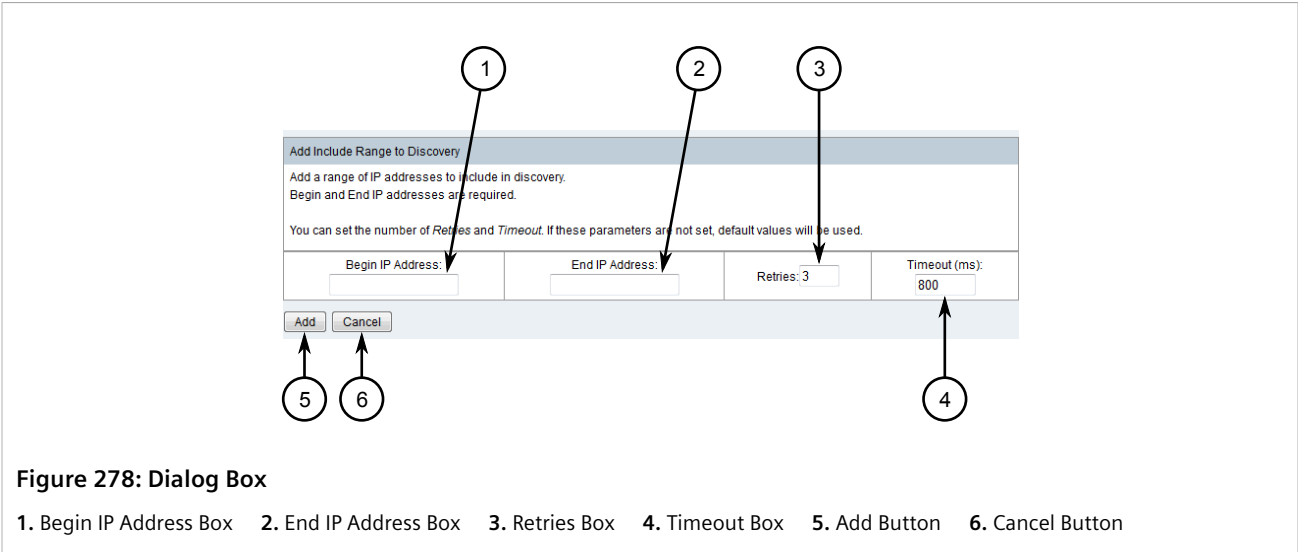 1
2
3
Add Include Range to Discovery
Add a range of IP addresses to include in discovery.
Begin and End IP addresses are required.
You can set the number of Retries and Timeout. If these parameters are not set, default values will be used.
Begin IP Address:
End IP Address:
Retries: 3
Timeout (ms):
800
Add
Cancel
5
6
4
Figure 278: Dialog Box
1. Begin IP Address Box 2. End IP Address Box 3. Retries Box 4. Timeout Box 5. Add Button 6. Cancel Button